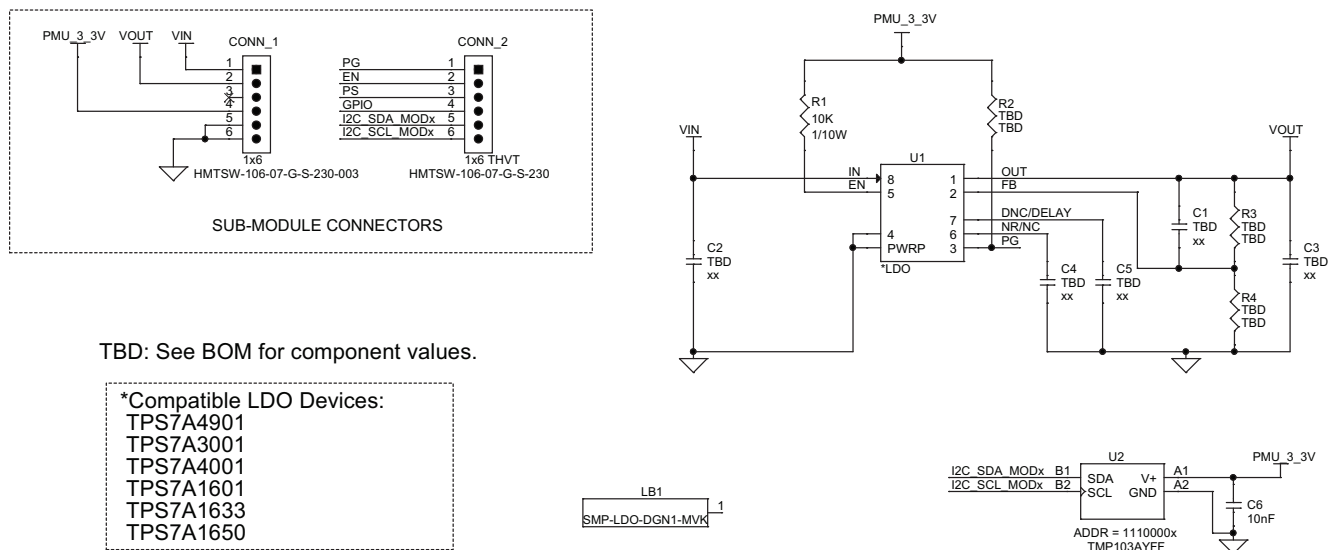 PMU_3_3V VOUT VIN
CONN_1
1
2
3
4
5
6
1x6
HMTSW-106-07-G-S-230-003
CONN_2
PG 1
EN 2
PS 3
GPIO 4
I2C_SDA_MODx 5
I2C_SCL_MODx 6
1x6 THVT
HMTSW-106-07-G-S-230
SUB-MODULE CONNECTORS
PMU_3_3V
R1
10K
1/10W
R2
TBD
TBD
VIN
VOUT
U1
IN 8
EN 5
4
PWRP
1 OUT
2 FB
7 DNC/DELAY
6 NR/NC
3 PG
*LDO
C2
TBD
xx
C4
TBD
xx
C5
TBD
xx
C1
TBD
xx
R3
TBD
TBD
R4
TBD
TBD
C3
TBD
xx
TBD: See BOM for component values.
*Compatible LDO Devices:
TPS7A4901
TPS7A3001
TPS7A4001
TPS7A1601
TPS7A1633
TPS7A1650
LB1
SMP-LDO-DGN1-MVK 1
U2
I2C_SDA_MODx B1 SDA V+ A1
I2C_SCL_MODx B2 SCL GND A2
PMU_3_3V
C6
10nF
ADDR = 1110000x
TMP103AYFF